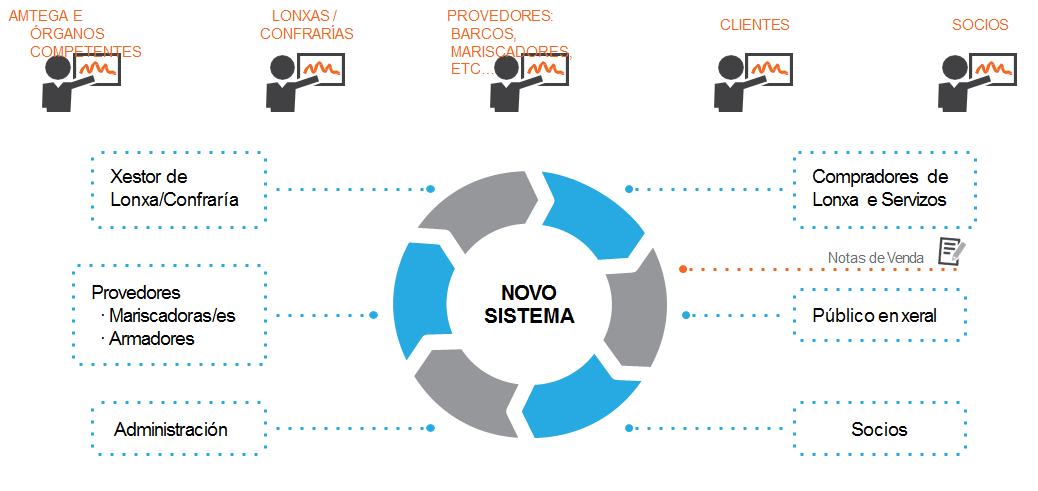 AMTEGA E
ÓRGANOS
COMPETENTES
LONXAS /
CONFRARÍAS
PROVEDORES:
BARCOS,
MARISCADORES,
ETC…
CLIENTES
SOCIOS
Xestor de
Lonxa/Confraría
Provedores
· Mariscadoras/es
· Armadores
Administración
NOVO
SISTEMA
Compradores de
Lonxa e Servizos
Notas de Venda
Público en xeral
Socios